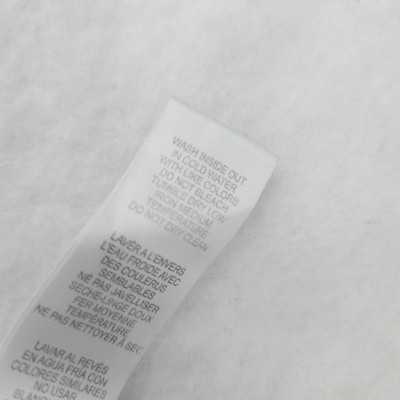 WASH INSIDE OUT
IN COLD WATER
WITH LIKE COLORS
DO NOT BLEACH
TUMBLE DRY LOW
IRON MEDIUM
TEMPERATURE
DO NOT DRY CLEAN
LAVER A L'ENVERS
L'EAU FROIDE AVEC
DES COULERUS
SEMBLABLES
NE PAS JAVELLISER
SECHE-LINGE DOUX
FER MOYENNE
TEMPÉRATURE
NE PAS NETTOYER À SEC
LAVAR AL REVÉS
EN AGUA FRÍA CON
COLORES SIMILARES
NO USAR